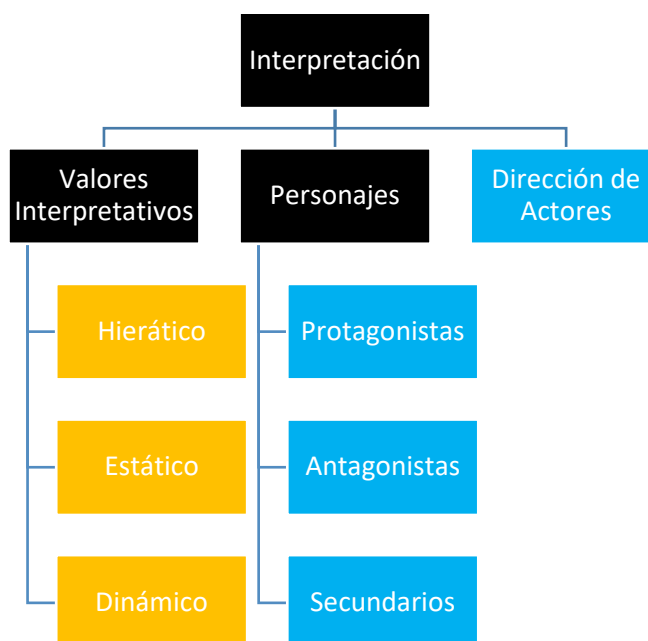 Interpretación
Valores
Interpretativos
Personajes
Dirección de
Actores
Hierático
Protagonistas
Estático
Antagonistas
Dinámico
Secundarios